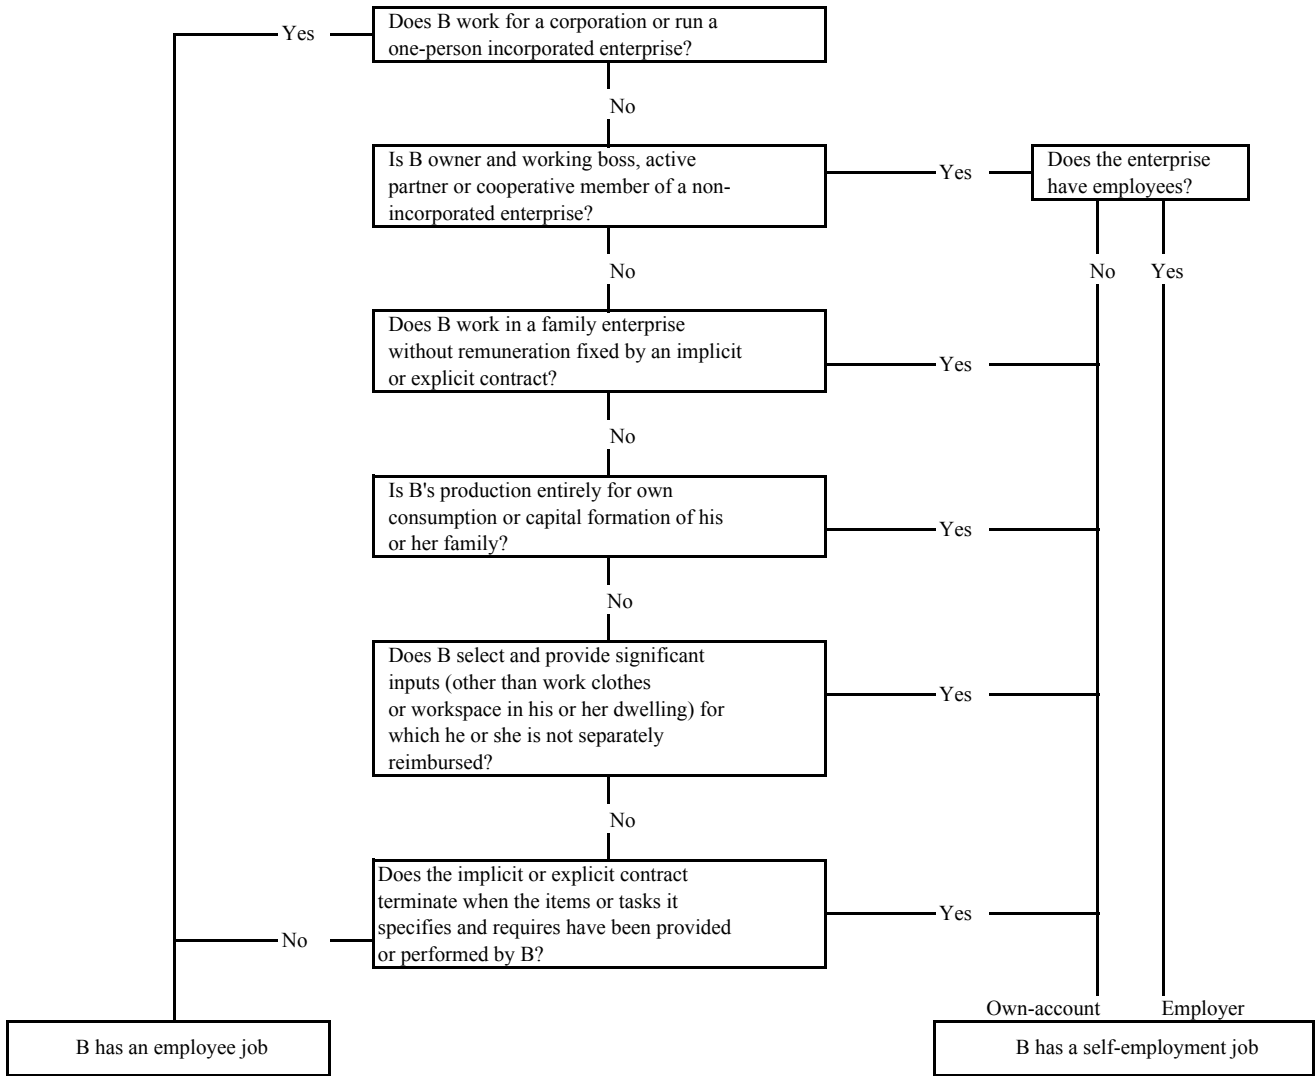 Does B work for a corporation or run a
one-person incorporated enterprise?
Yes
No
Is B owner and working boss, active
partner or cooperative member of a non-
incorporated enterprise?
Yes
Does the enterprise
have employees?
No
No
Yes
Does B work in a family enterprise
without remuneration fixed by an implicit
or explicit contract?
Yes
No
Is B's production entirely for own
consumption or capital formation of his
or her family?
Yes
No
Does B select and provide significant
inputs (other than work clothes
or workspace in his or her dwelling) for
which he or she is not separately
reimbursed?
Yes
No
Does the implicit or explicit contract
terminate when the items or tasks it
specifies and requires have been provided
or performed by B?
Yes
No
Own-account
Employer
B has an employee job
B has a self-employment job